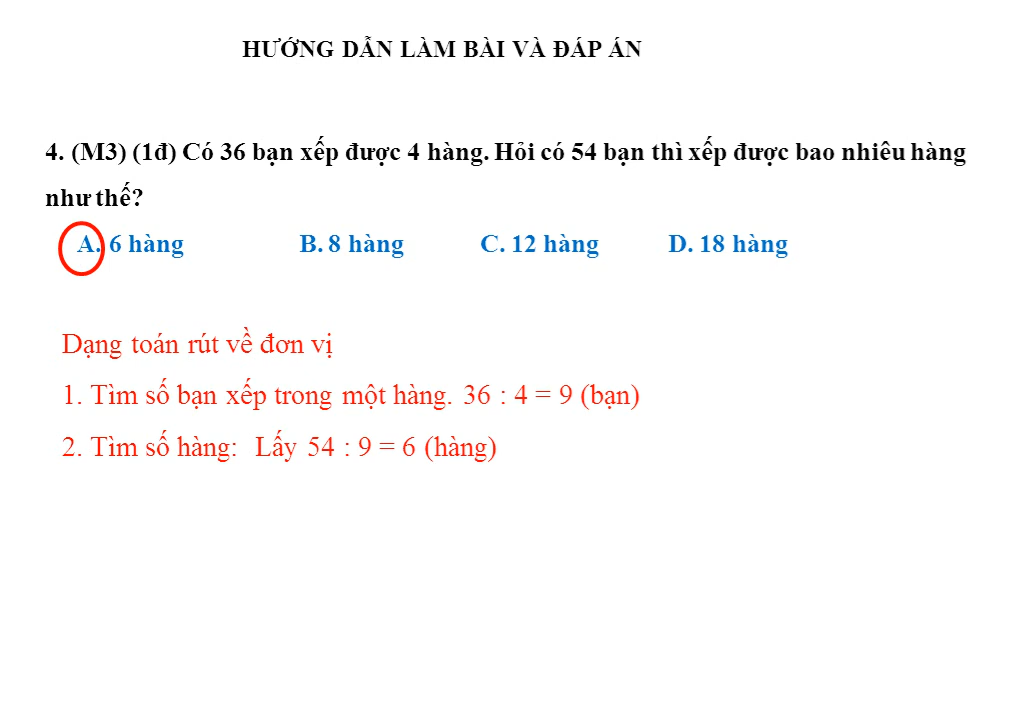 HƯỚNG DẪN LÀM BÀI VÀ ĐÁP ÁN
4. (M3) (1đ) Có 36 bạn xếp được 4 hàng. Hỏi có 54 bạn thì xếp được bao nhiêu hàng
như thế?
A. 6 hàng B. 8 hàng C. 12 hàng D. 18 hàng
Dạng toán rút về đơn vị
1. Tìm số bạn xếp trong một hàng. 36 : 4 = 9 (bạn)
2. Tìm số hàng: Lấy 54 : 9 = 6 (hàng)